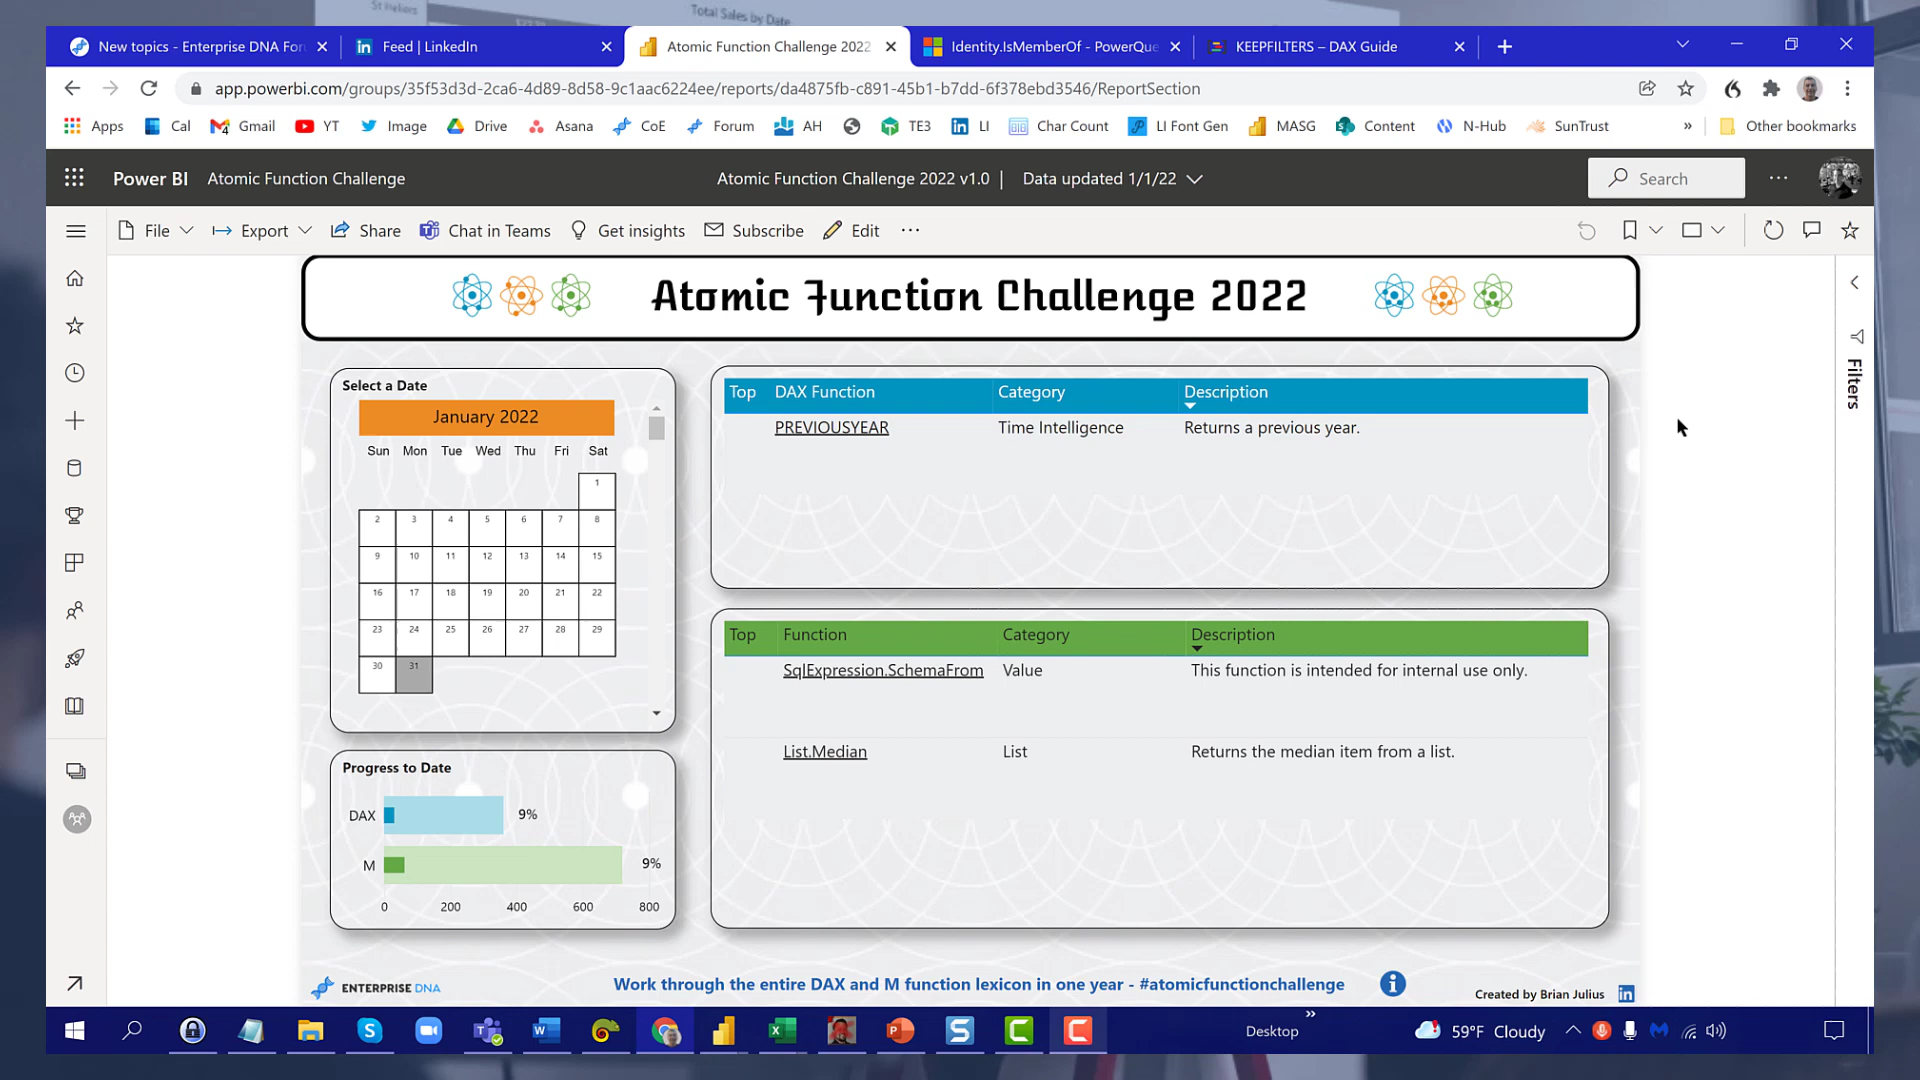 St Heliers
Total Sales by Date
New topics - Enterprise DNA For
Feed | LinkedIn
Atomic Function Challenge 2022
Identity.IsMemberOf - PowerQue
KEEPFILTERS – DAX Guide
app.powerbi.com/groups/35f53d3d-2ca6-4d89-8d58-9c1aac6224ee/reports/da4875fb-c891-45b1-b7dd-6f378ebd3546/ReportSection
Apps
Cal
Gmail
YT
Image
Drive
Asana
CoE
Forum
AH
TE3
LI
Char Count
LI Font Gen
MASG
Content
N-Hub
SunTrust
»
Other bookmarks
Power BI Atomic Function Challenge
Atomic Function Challenge 2022 v1.0 | Data updated 1/1/22
Search
File
Export
Share
Chat in Teams
Get insights
Subscribe
Edit
Atomic Function Challenge 2022
Filters
Select a Date
January 2022
Sun Mon Tue Wed Thu Fri Sat
1
2 3 4 5 6 7 8
9 10 11 12 13 14 15
16 17 18 19 20 21 22
23 24 25 26 27 28 29
30 31
Top DAX Function Category Description
PREVIOUSYEAR Time Intelligence Returns a previous year.
Top Function Category Description
SqlExpression.SchemaFrom Value This function is intended for internal use only.
List.Median List Returns the median item from a list.
Progress to Date
DAX 9%
M 9%
0 200 400 600 800
ENTERPRISE DNA
Work through the entire DAX and M function lexicon in one year - #atomicfunctionchallenge
Created by Brian Julius
Desktop
59°F Cloudy